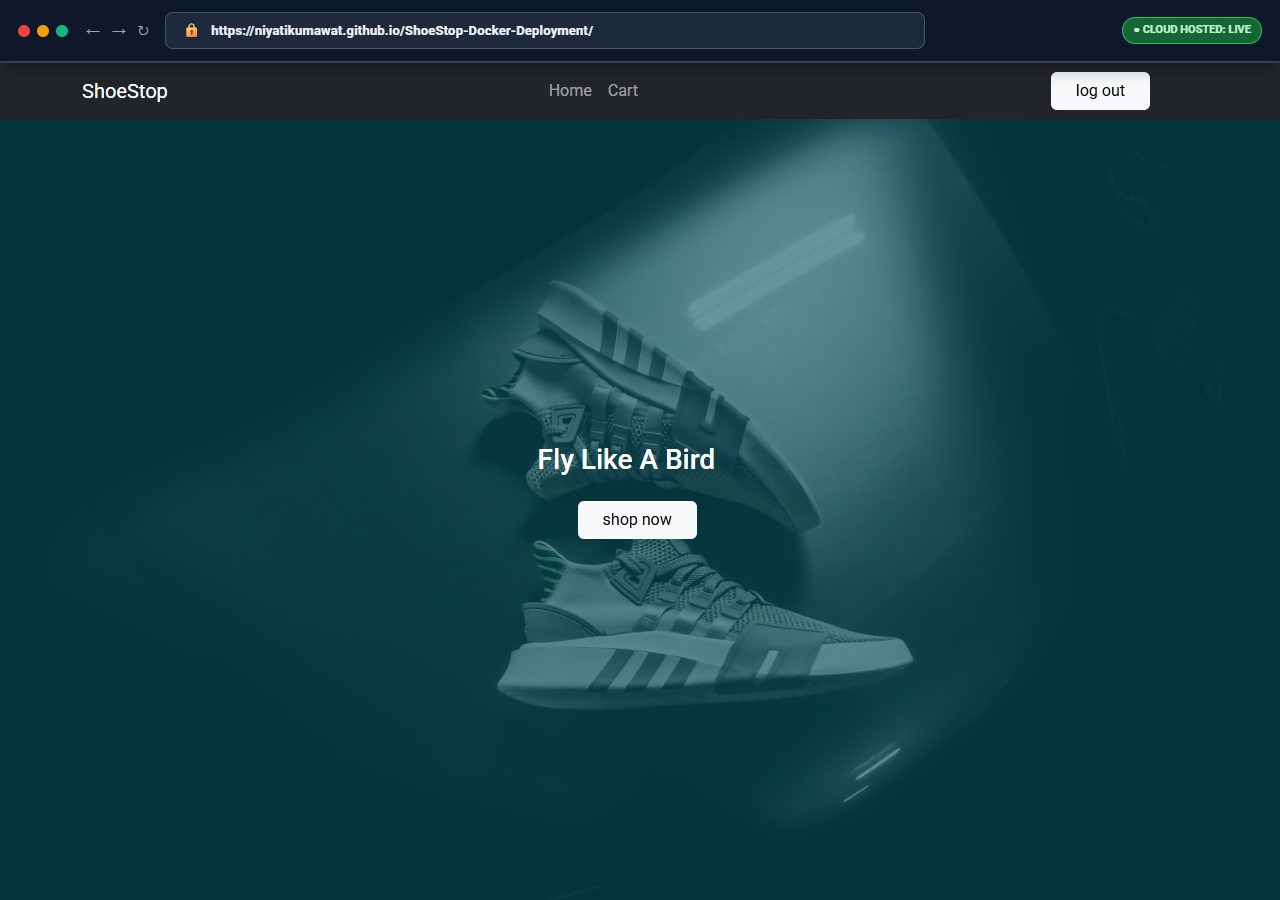 https://niyatikumawat.github.io/ShoeStop-Docker-Deployment/
● CLOUD HOSTED: LIVE
ShoeStop
Home Cart
log out
Fly Like A Bird
shop now